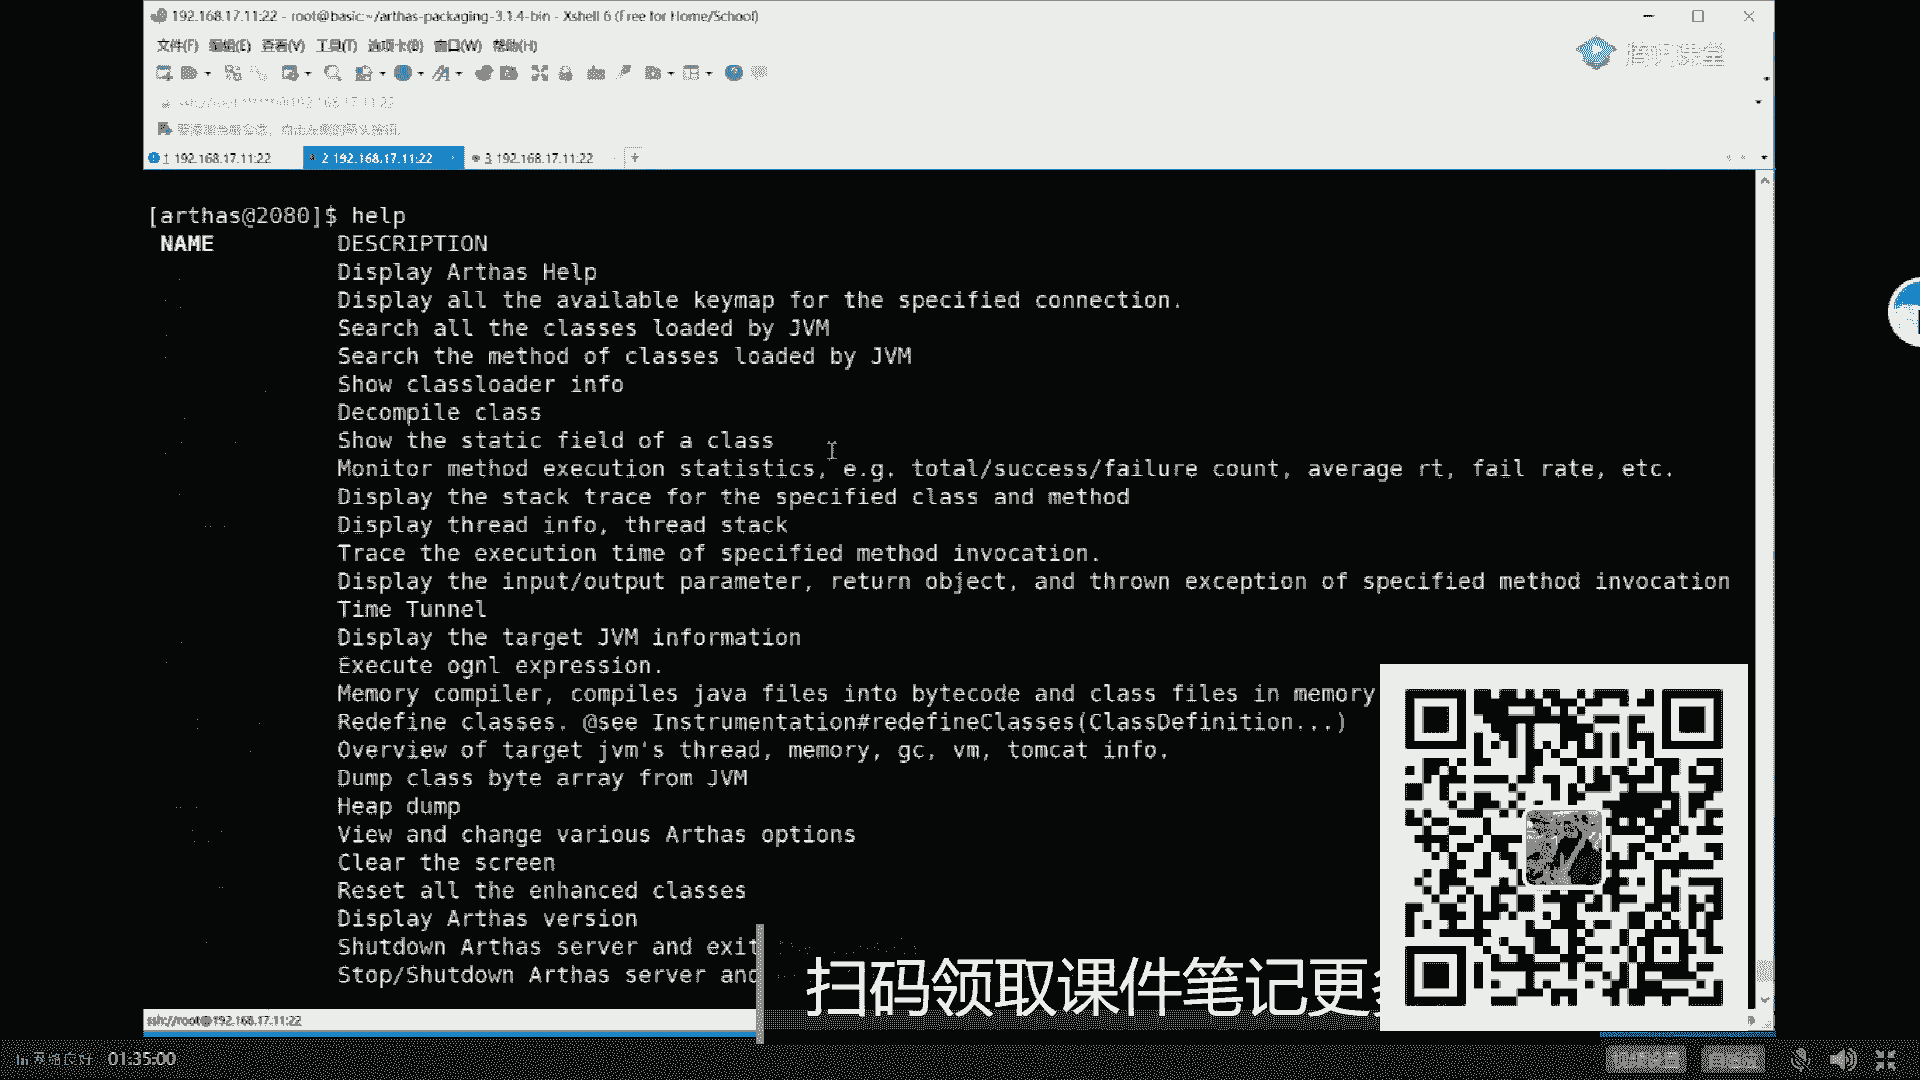 192.168.17.11:22 - root@basic:~/arthas-packaging-3.1.4-bin - Xshell 6 (Free for Home/School)
文件(F) 编辑(E) 查看(V) 工具(T) 选项卡(B) 窗口(W) 帮助(H)
腾讯课堂
1 192.168.17.11:22 2 192.168.17.11:22 3 192.168.17.11:22
[arthas@2080]$ help
NAME DESCRIPTION
Display Arthas Help
Display all the available keymap for the specified connection.
Search all the classes loaded by JVM
Search the method of classes loaded by JVM
Show classloader info
Decompile class
Show the static field of a class
Monitor method execution statistics, e.g. total/success/failure count, average rt, fail rate, etc.
Display the stack trace for the specified class and method
Display thread info, thread stack
Trace the execution time of specified method invocation.
Display the input/output parameter, return object, and thrown exception of specified method invocation
Time Tunnel
Display the target JVM information
Execute ognl expression.
Memory compiler, compiles java files into bytecode and class files in memory
Redefine classes. @see Instrumentation#redefineClasses(ClassDefinition...)
Overview of target jvm's thread, memory, gc, vm, tomcat info.
Dump class byte array from JVM
Heap dump
View and change various Arthas options
Clear the screen
Reset all the enhanced classes
Display Arthas version
Shutdown Arthas server and exit
Stop/Shutdown Arthas server and
扫码领取课件笔记更
ssh://root@192.168.17.11:22
网络良好 01:35:00